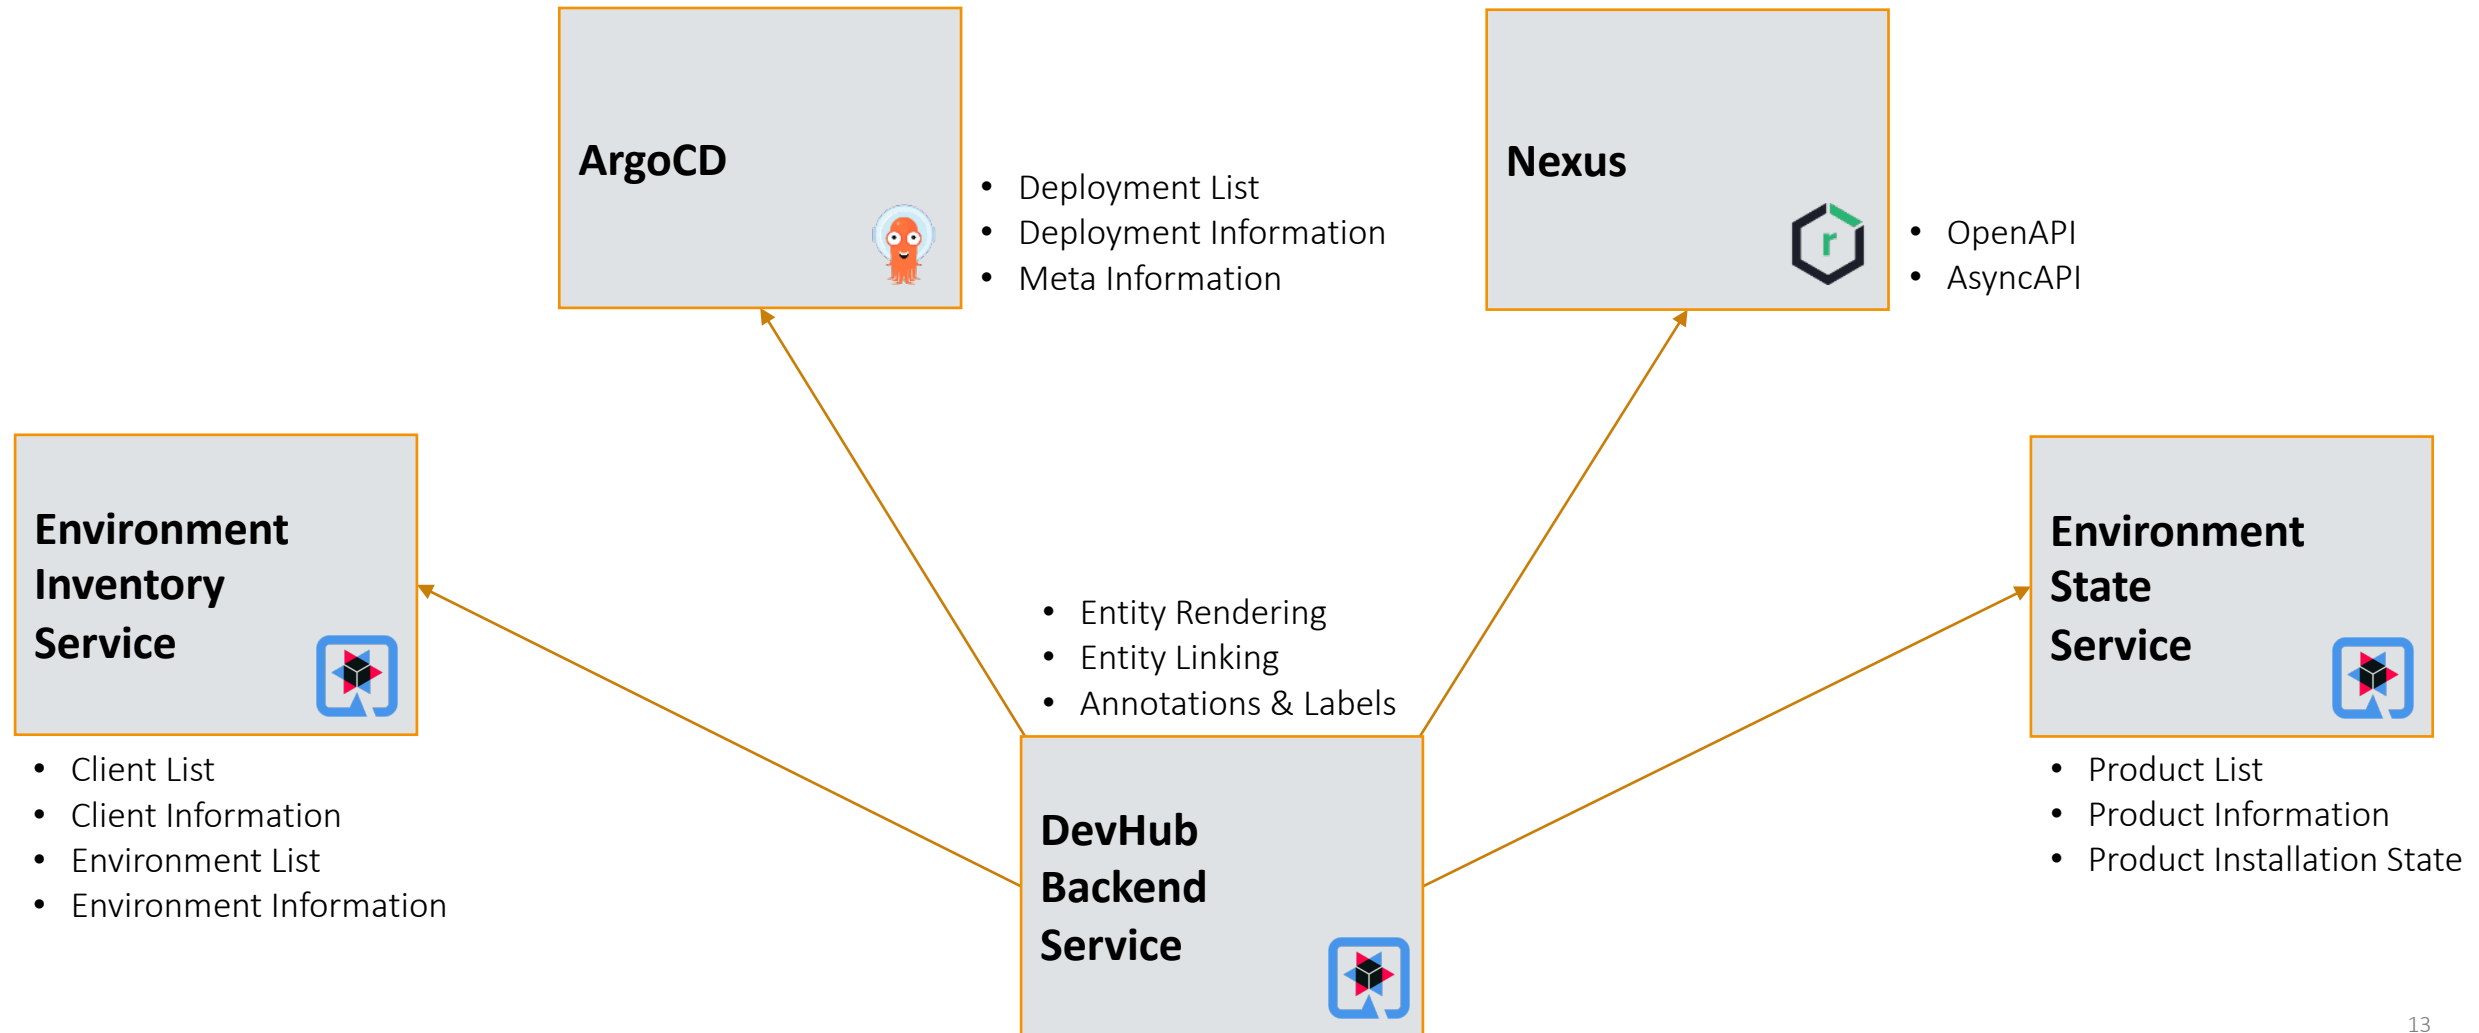 ArgoCD
• Deployment List
• Deployment Information
• Meta Information
Nexus
r
• OpenAPI
• AsyncAPI
Environment
Inventory
Service
• Client List
• Client Information
• Environment List
• Environment Information
• Entity Rendering
• Entity Linking
• Annotations & Labels
DevHub
Backend
Service
Environment
State
Service
• Product List
• Product Information
• Product Installation State
13